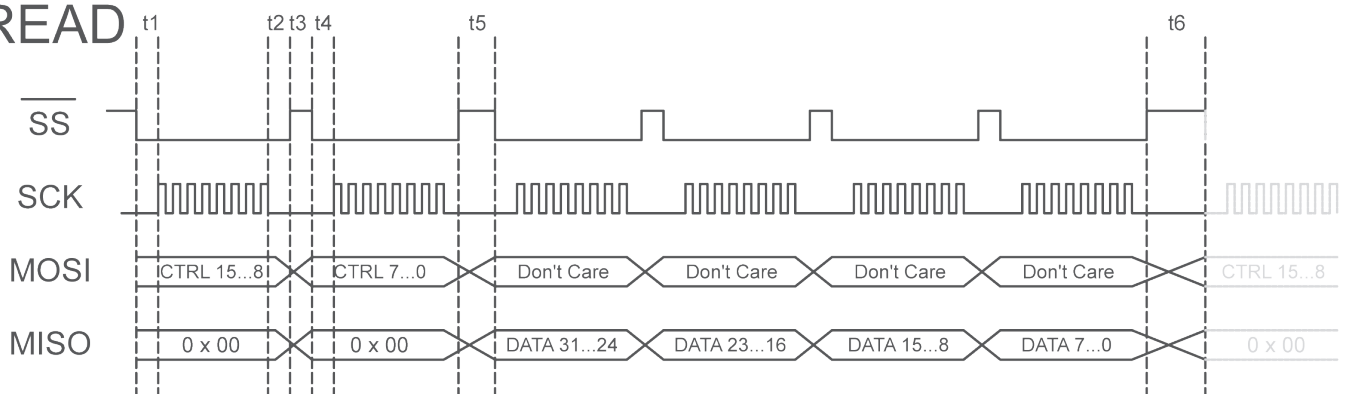 READ t1 t2 t3 t4 t5 t6
SS
SCK
MOSI CTRL 15...8 CTRL 7...0 Don't Care Don't Care Don't Care Don't Care CTRL 15...8
MISO 0 x 00 0 x 00 DATA 31...24 DATA 23...16 DATA 15...8 DATA 7...0 0 x 00